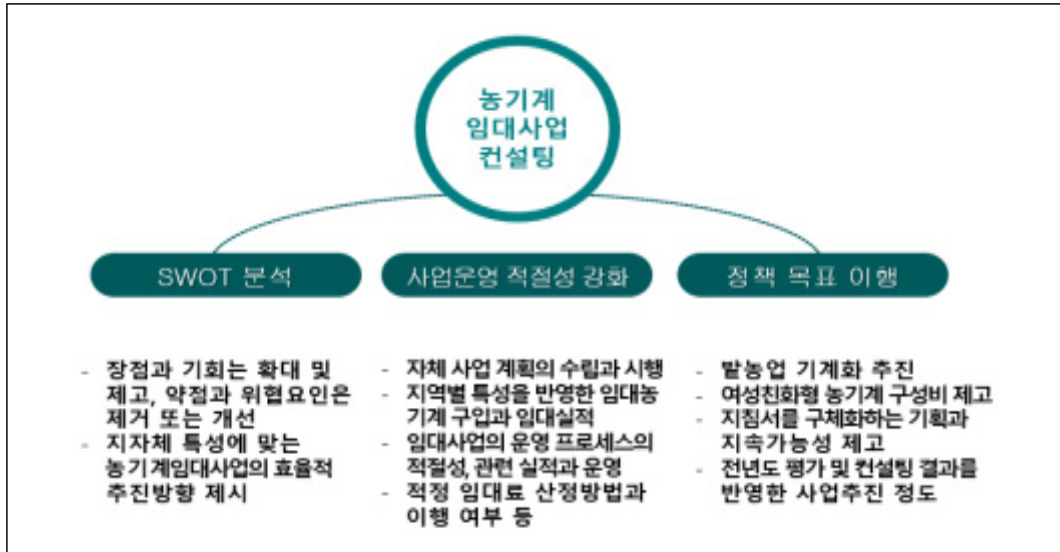 농기계
임대사업
컨설팅
SWOT 분석
- 장점과 기회는 확대 및
제고, 약점과 위협요인은
제거 또는 개선
- 지자체 특성에 맞는
농기계임대사업의 효율적
추진방향 제시
사업운영 적절성 강화
- 자체 사업 계획의 수립과 시행
- 지역별 특성을 반영한 임대농
기계 구입과 임대실적
- 임대사업의 운영 프로세스의
적절성, 관련 실적과 운영
- 적정 임대료 산정방법과
이행 여부 등
정책 목표 이행
- 밭농업 기계화 추진
- 여성친화형 농기계 구성비 제고
- 지침서를 구체화하는 기획과
지속가능성 제고
- 전년도 평가 및 컨설팅 결과를
반영한 사업추진 정도